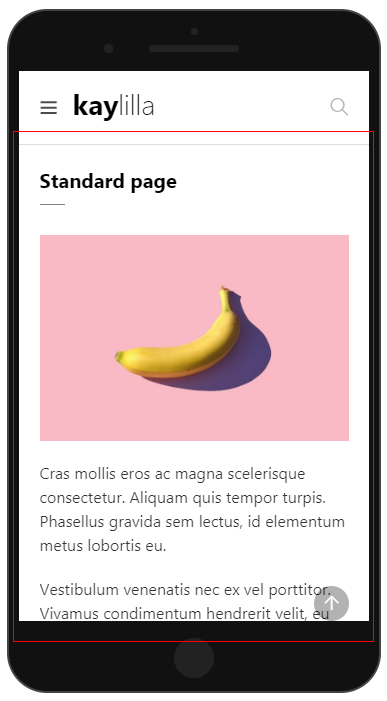 kaylilla
Standard page
Cras mollis eros ac magna scelerisque
consectetur. Aliquam quis tempor turpis.
Phasellus gravida sem lectus, id elementum
metus lobortis eu.
Vestibulum venenatis nec ex vel porttitor.
Vivamus condimentum hendrerit velit, eu